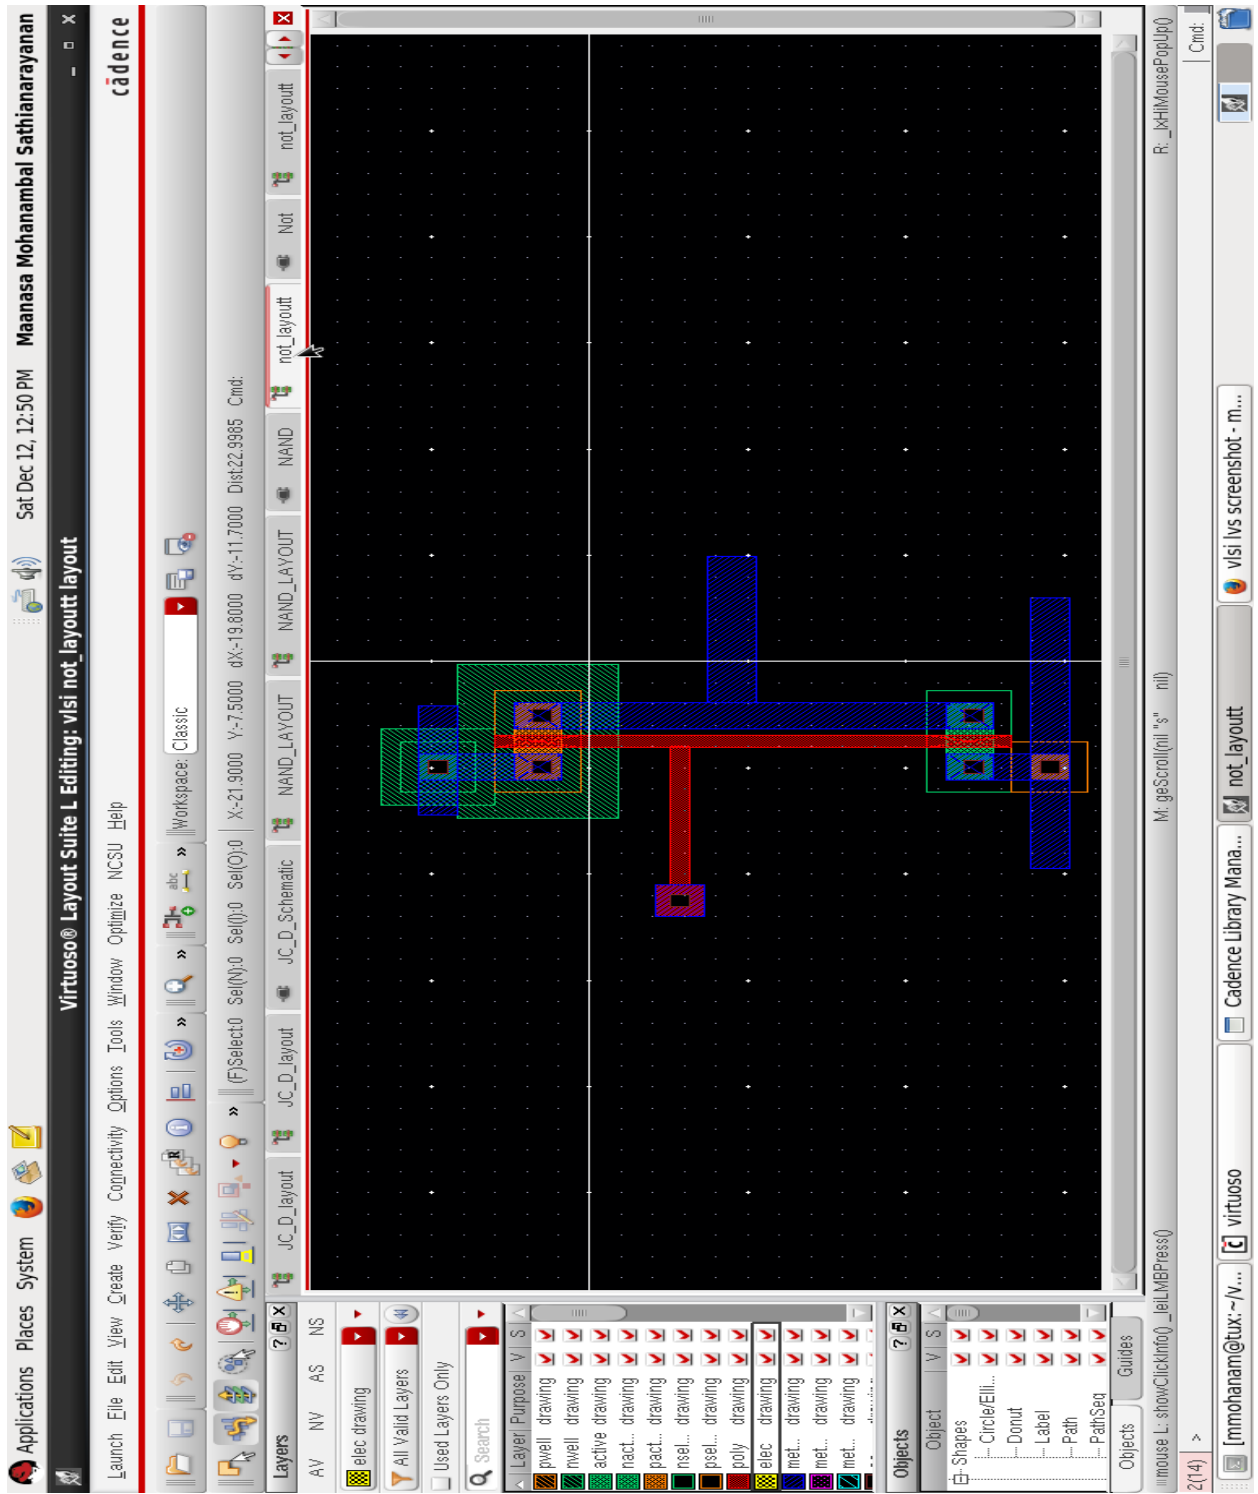 Applications Places System Sat Dec 12, 12:50 PM Maanasa Mohanambal Sathianarayanan
Virtuoso® Layout Suite L Editing: vlsi not_layoutt layout
Launch File Edit View Create Verify Connectivity Options Tools Window Optimize NCSU Help cādence
Workspace: Classic
(F)Select:0 Sel(N):0 Sel(I):0 Sel(O):0 X:-21.9000 Y:-7.5000 dX:-19.8000 dY:-11.7000 Dist:22.9985 Cmd:
JC_D_layout JC_D_layout JC_D_Schematic NAND_LAYOUT NAND_LAYOUT NAND not_layoutt Not not_layoutt
Layers
AV NV AS NS
elec drawing
All Valid Layers
Used Layers Only
Search
Layer Purpose V S
pwell drawing
nwell drawing
active drawing
nact... drawing
pact... drawing
nsel... drawing
psel... drawing
poly drawing
elec drawing
met... drawing
met... drawing
met... drawing
Objects
Object V S
Shapes
Circle/Elli...
Donut
Label
Path
PathSeg
Objects Guides
mouse L: showClickInfo() _leiLMBPress() M: geScroll(nil "s" nil) R: _lxHiMousePopUp()
2(14) > Cmd:
[mmohanam@tux:~/v... virtuoso Cadence Library Mana... not_layoutt vlsi lvs screenshot - m...